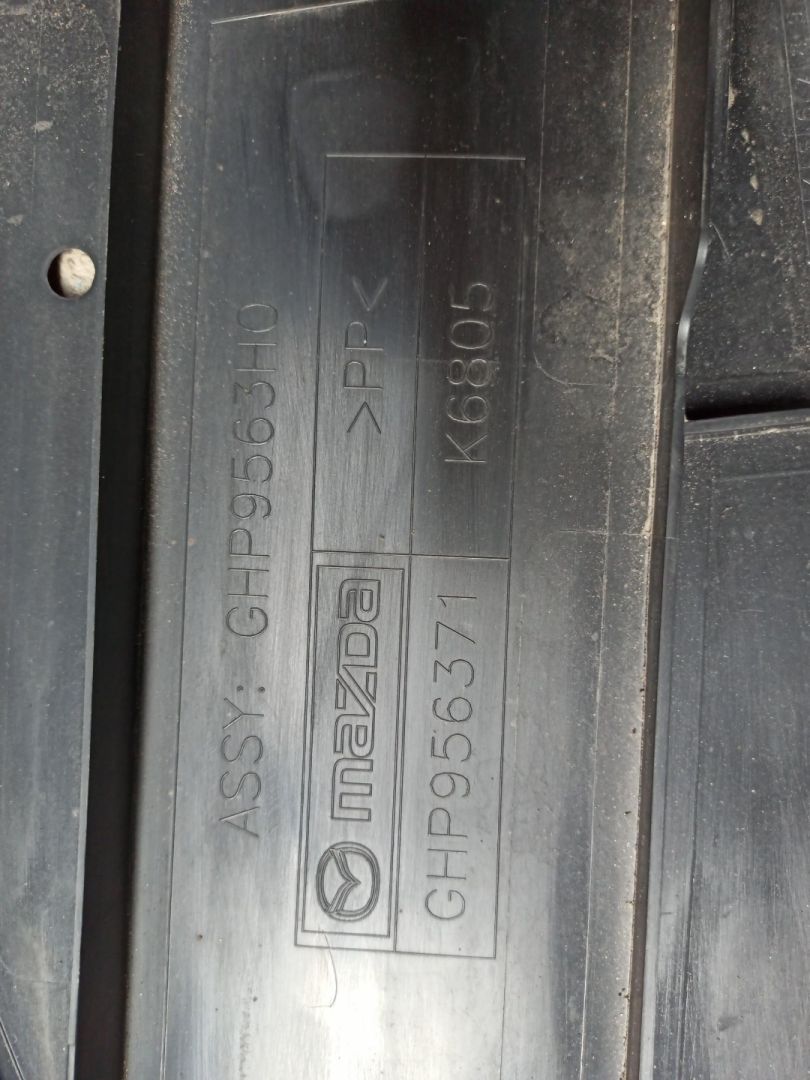 ASSY: GHP9563H0
mazda >PP<
GHP956371 K6805